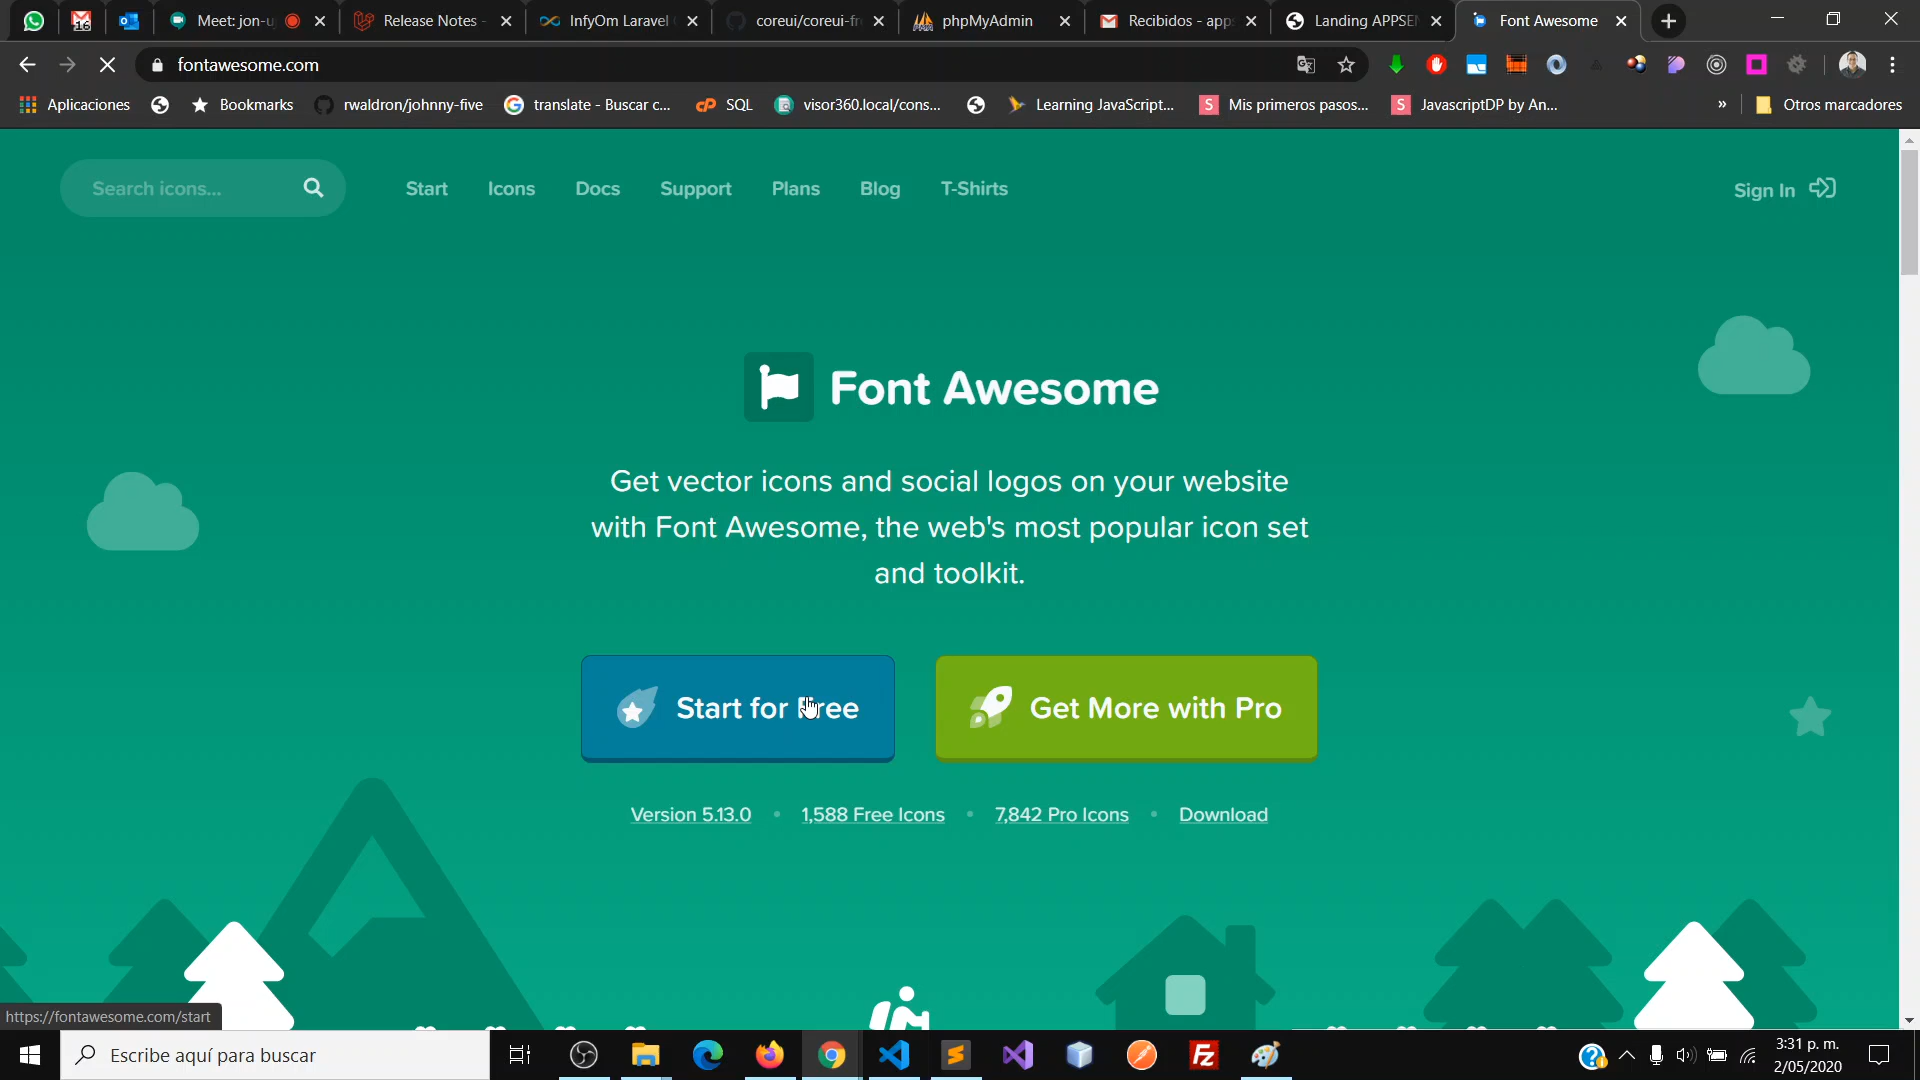 Meet: jon-u
Release Notes -
InfyOm Laravel
coreui/coreui-fr
phpMyAdmin
Recibidos - apps
Landing APPSE
Font Awesome
fontawesome.com
Aplicaciones
Bookmarks
rwaldron/johnny-five
translate - Buscar c...
SQL
visor360.local/cons...
Learning JavaScript...
Mis primeros pasos...
JavascriptDP by An...
»
Otros marcadores
Search icons...
Start
Icons
Docs
Support
Plans
Blog
T-Shirts
Sign In
Font Awesome
Get vector icons and social logos on your website
with Font Awesome, the web's most popular icon set
and toolkit.
Start for Free
Get More with Pro
Version 5.13.0 • 1,588 Free Icons • 7,842 Pro Icons • Download
https://fontawesome.com/start
Escribe aquí para buscar
3:31 p. m.
2/05/2020